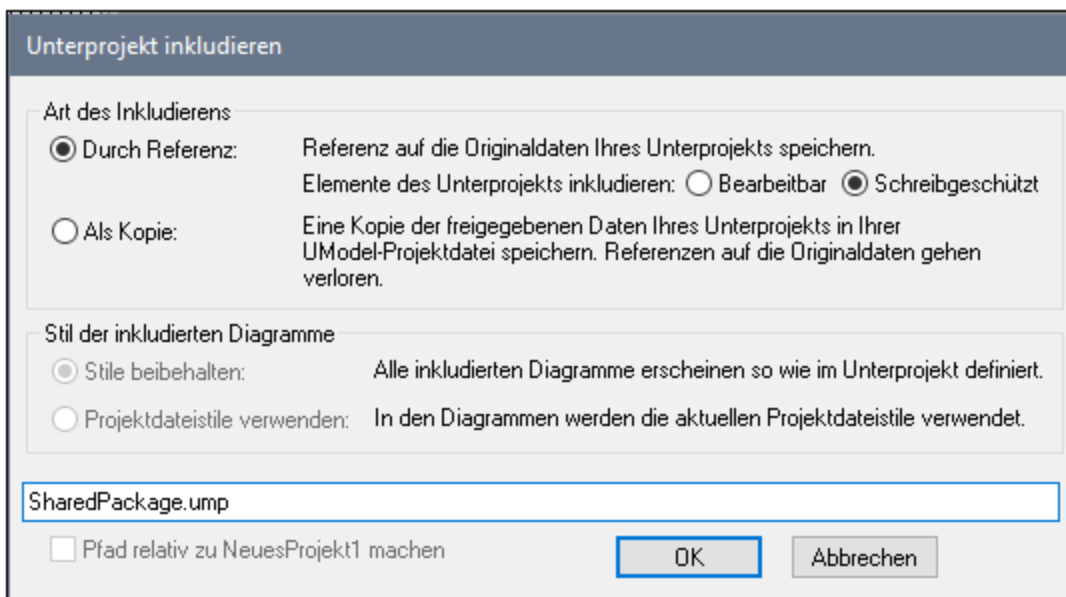 Unterprojekt inkludieren
Art des Inkludierens
Durch Referenz: Referenz auf die Originaldaten Ihres Unterprojekts speichern.
Elemente des Unterprojekts inkludieren: Bearbeitbar Schreibgeschützt
Als Kopie: Eine Kopie der freigegebenen Daten Ihres Unterprojekts in Ihrer
UModel-Projektdatei speichern. Referenzen auf die Originaldaten gehen
verloren.
Stil der inkludierten Diagramme
Stile beibehalten: Alle inkludierten Diagramme erscheinen so wie im Unterprojekt definiert.
Projektdateistile verwenden: In den Diagrammen werden die aktuellen Projektdateistile verwendet.
SharedPackage.ump
Pfad relativ zu NeuesProjekt1 machen OK Abbrechen